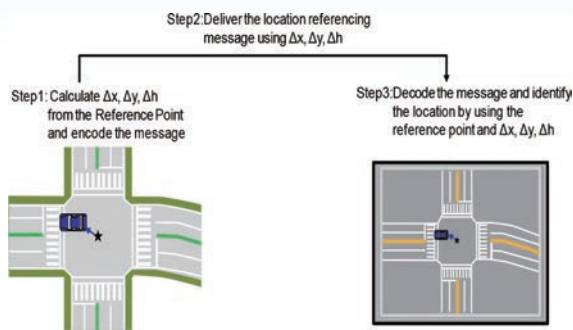 Step2:Deliver the location referencing
message using Δx, Δy, Δh
Step1: Calculate Δx, Δy, Δh
from the Reference Point
and encode the message
Step3:Decode the message and identify
the location by using the
reference point and Δx, Δy, Δh